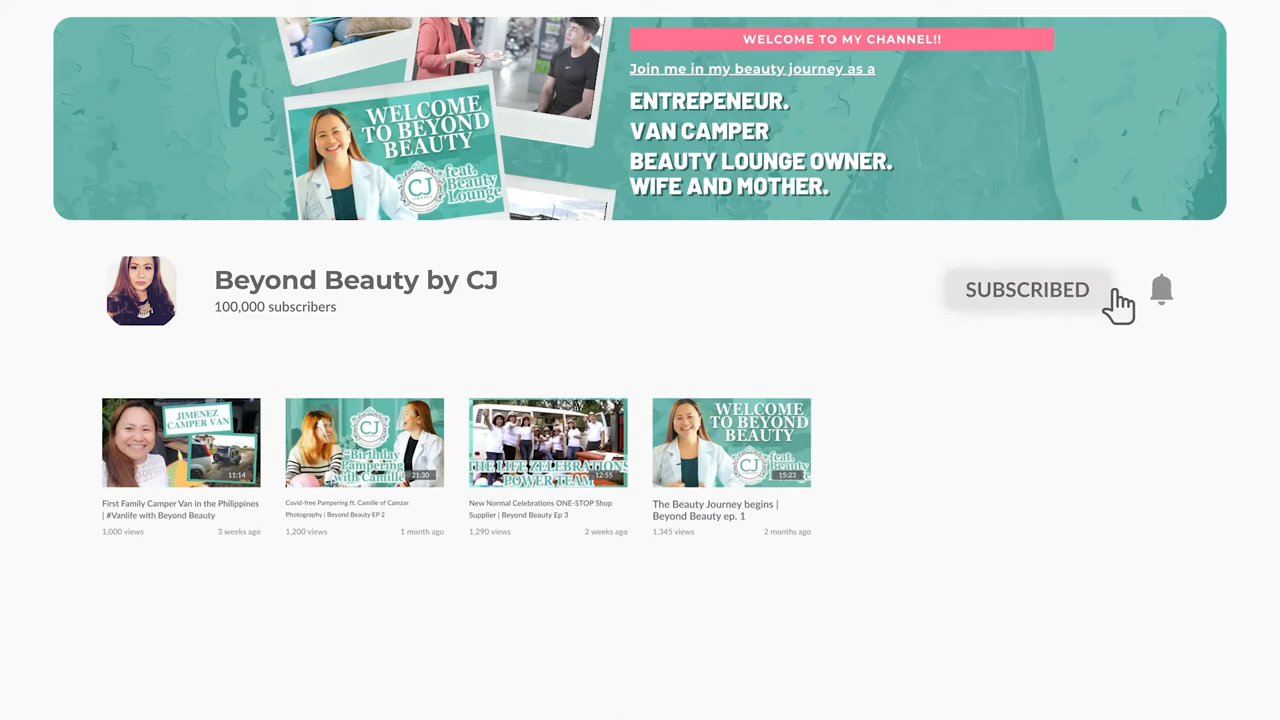 WELCOME TO MY CHANNEL!!
Join me in my beauty journey as a
ENTREPENEUR.
VAN CAMPER
BEAUTY LOUNGE OWNER.
WIFE AND MOTHER.
WELCOME
TO BEYOND
BEAUTY
CJ
JIMENEZ
feat.
Beauty
Lounge
Beyond Beauty by CJ
100,000 subscribers
SUBSCRIBED
JIMENEZ
CAMPER VAN
11:14
First Family Camper Van in the Philippines
| #Vanlife with Beyond Beauty
1,000 views
3 weeks ago
CJ
"Birthday
Pampering
with Camille
21:30
Covid-free Pampering ft. Camille of Camzar
Photography | Beyond Beauty EP 2
1,200 views
1 month ago
THE LIFE ZELEBRATIONS
POWER TEAM
12:55
New Normal Celebrations ONE-STOP Shop
Supplier | Beyond Beauty Ep 3
1,290 views
2 weeks ago
WELCOME
TO BEYOND
BEAUTY
CJ
feat.
Beauty
15:23
The Beauty Journey begins |
Beyond Beauty ep. 1
1,345 views
2 months ago